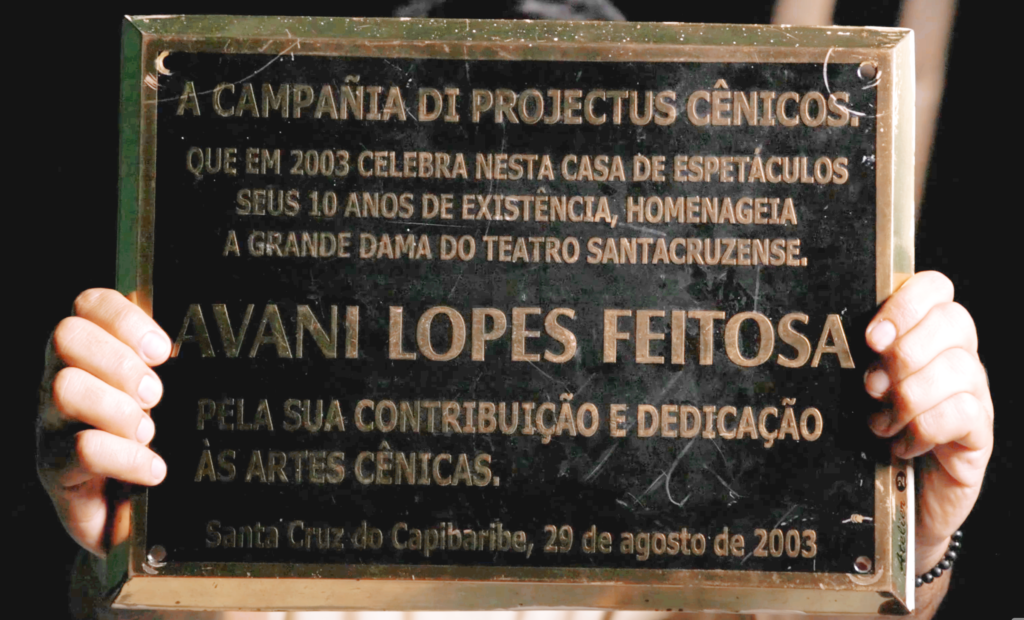 A CAMPAÑIA DI PROJECTUS CÊNICOS.
QUE EM 2003 CELEBRA NESTA CASA DE ESPETÁCULOS
SEUS 10 ANOS DE EXISTÊNCIA, HOMENAGEIA
A GRANDE DAMA DO TEATRO SANTACRUZENSE.
AVANI LOPES FEITOSA
PELA SUA CONTRIBUIÇÃO E DEDICAÇÃO
ÀS ARTES CÊNICAS.
Santa Cruz do Capibaribe, 29 de agosto de 2003